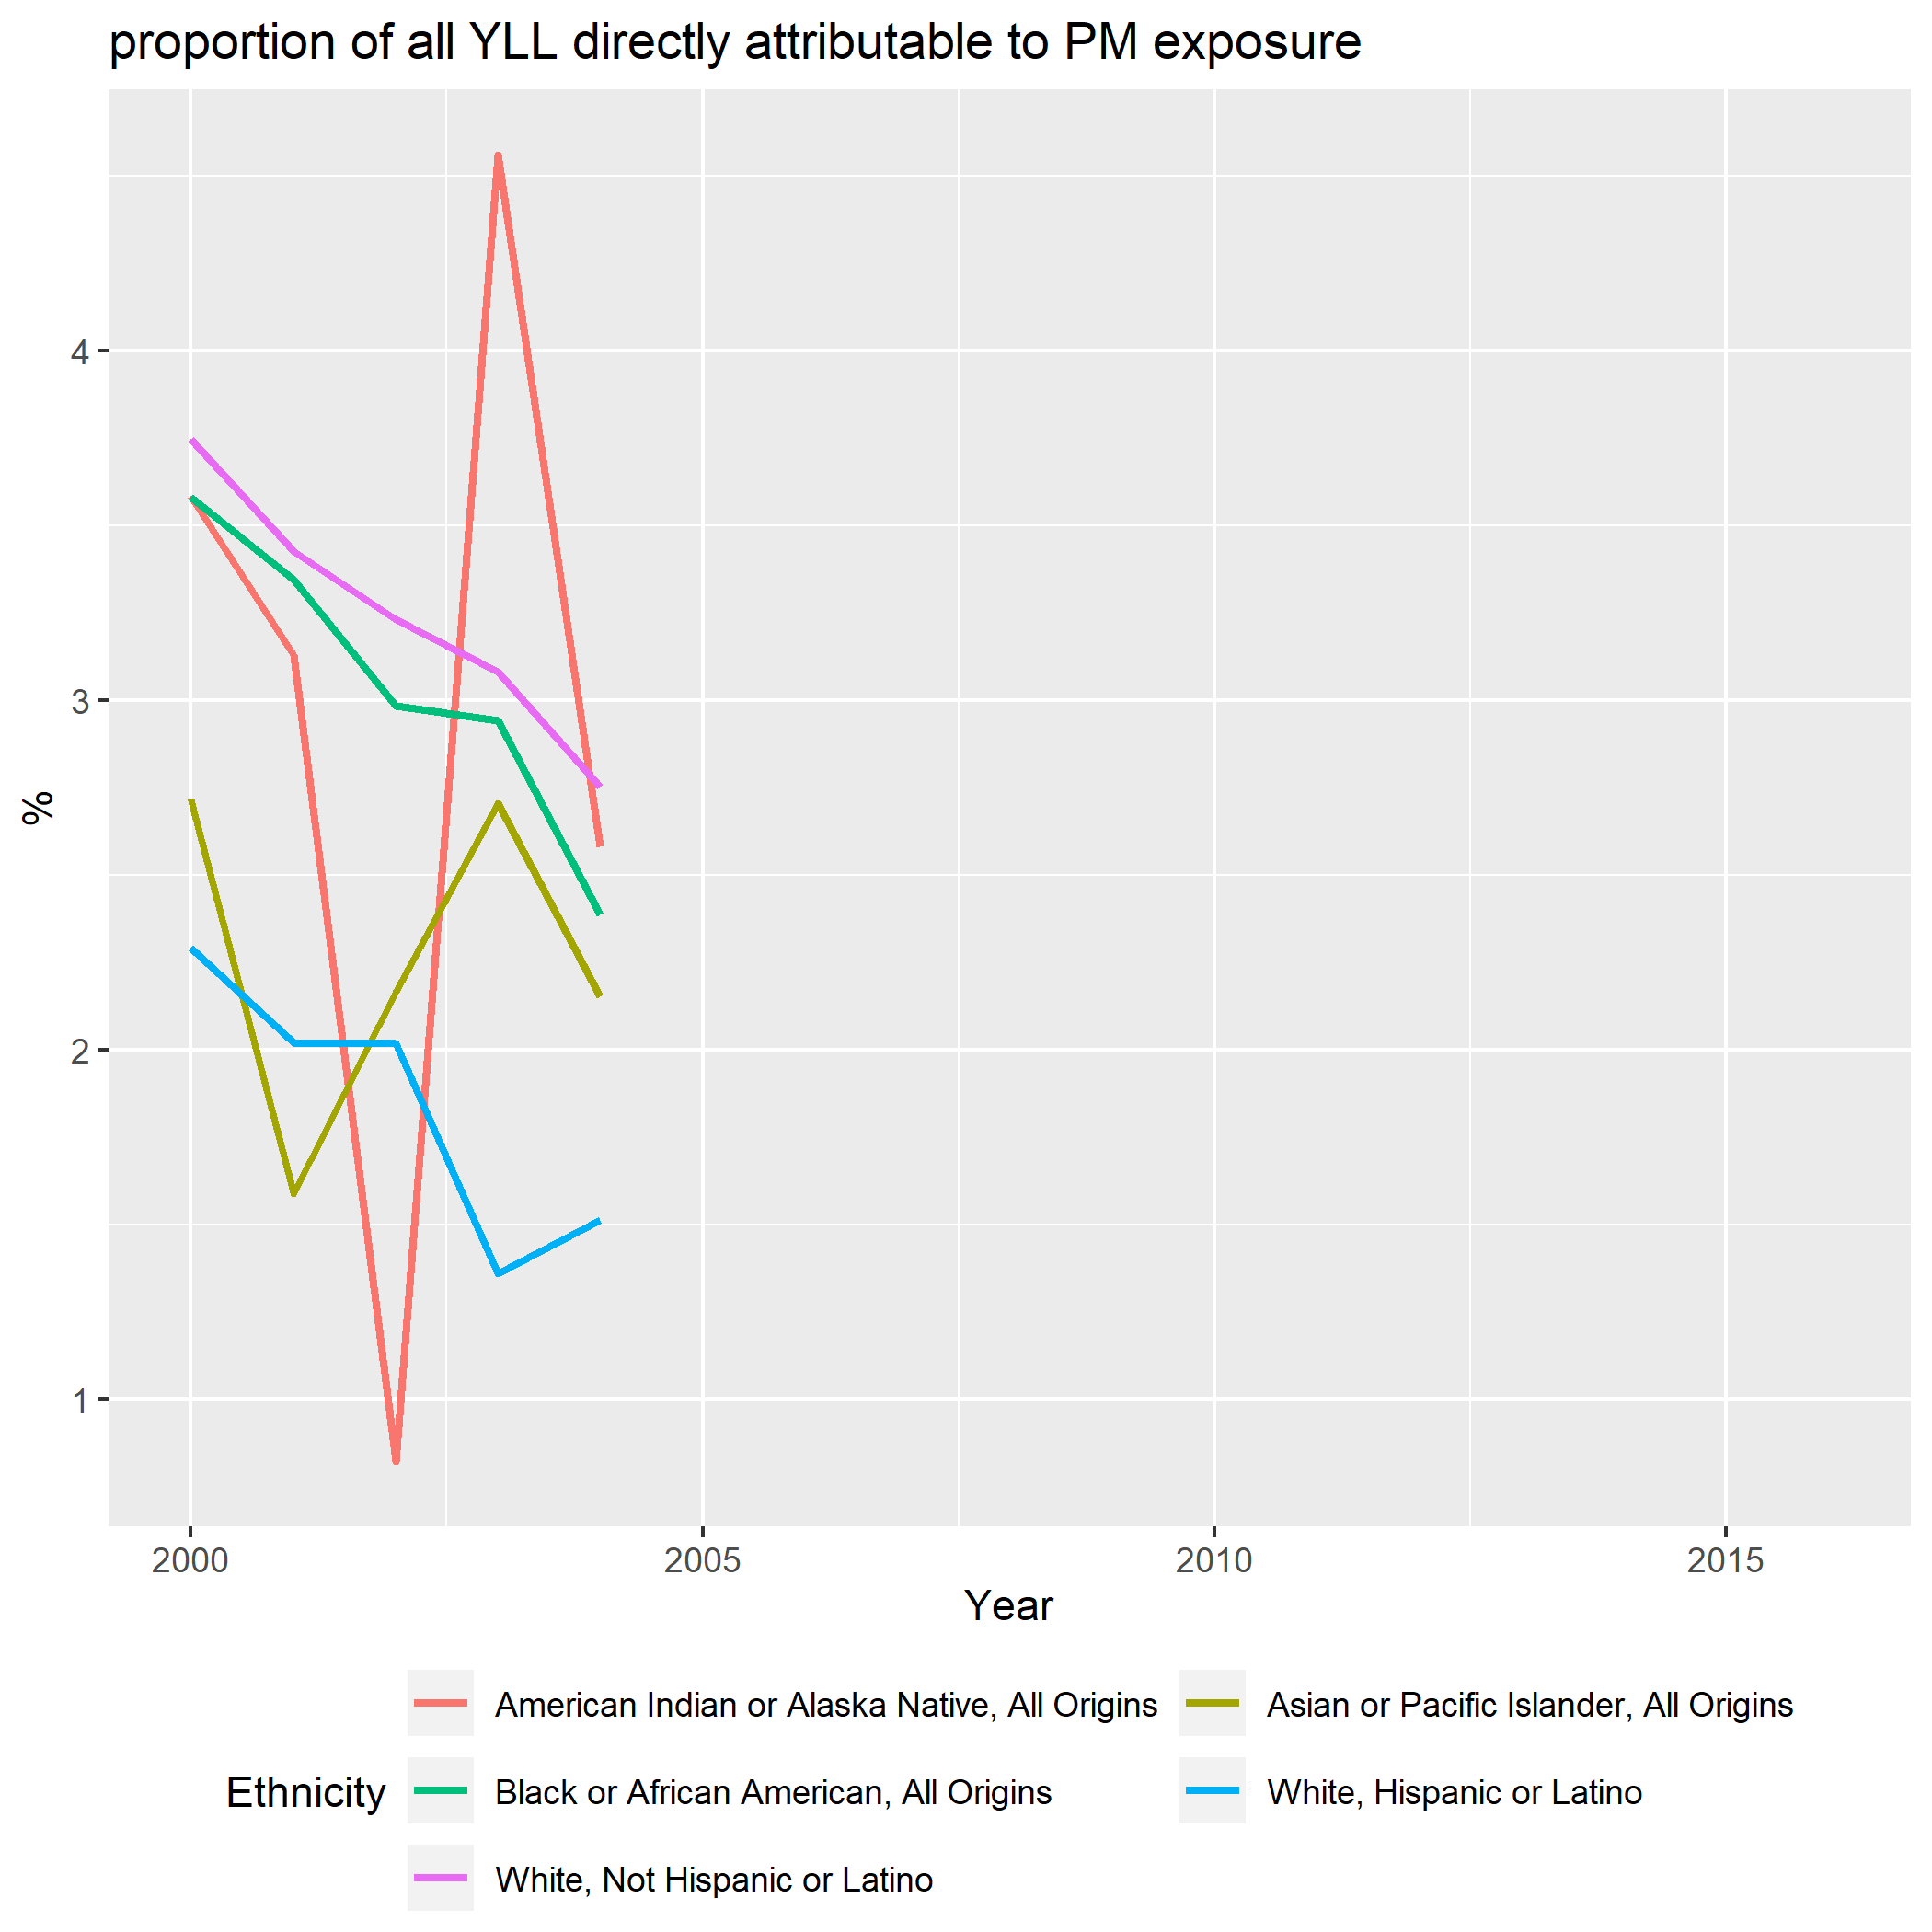 proportion of all YLL directly attributable to PM exposure
%
4
3
2
1
2000 2005 2010 2015
Year
Ethnicity
American Indian or Alaska Native, All Origins
Asian or Pacific Islander, All Origins
Black or African American, All Origins
White, Hispanic or Latino
White, Not Hispanic or Latino